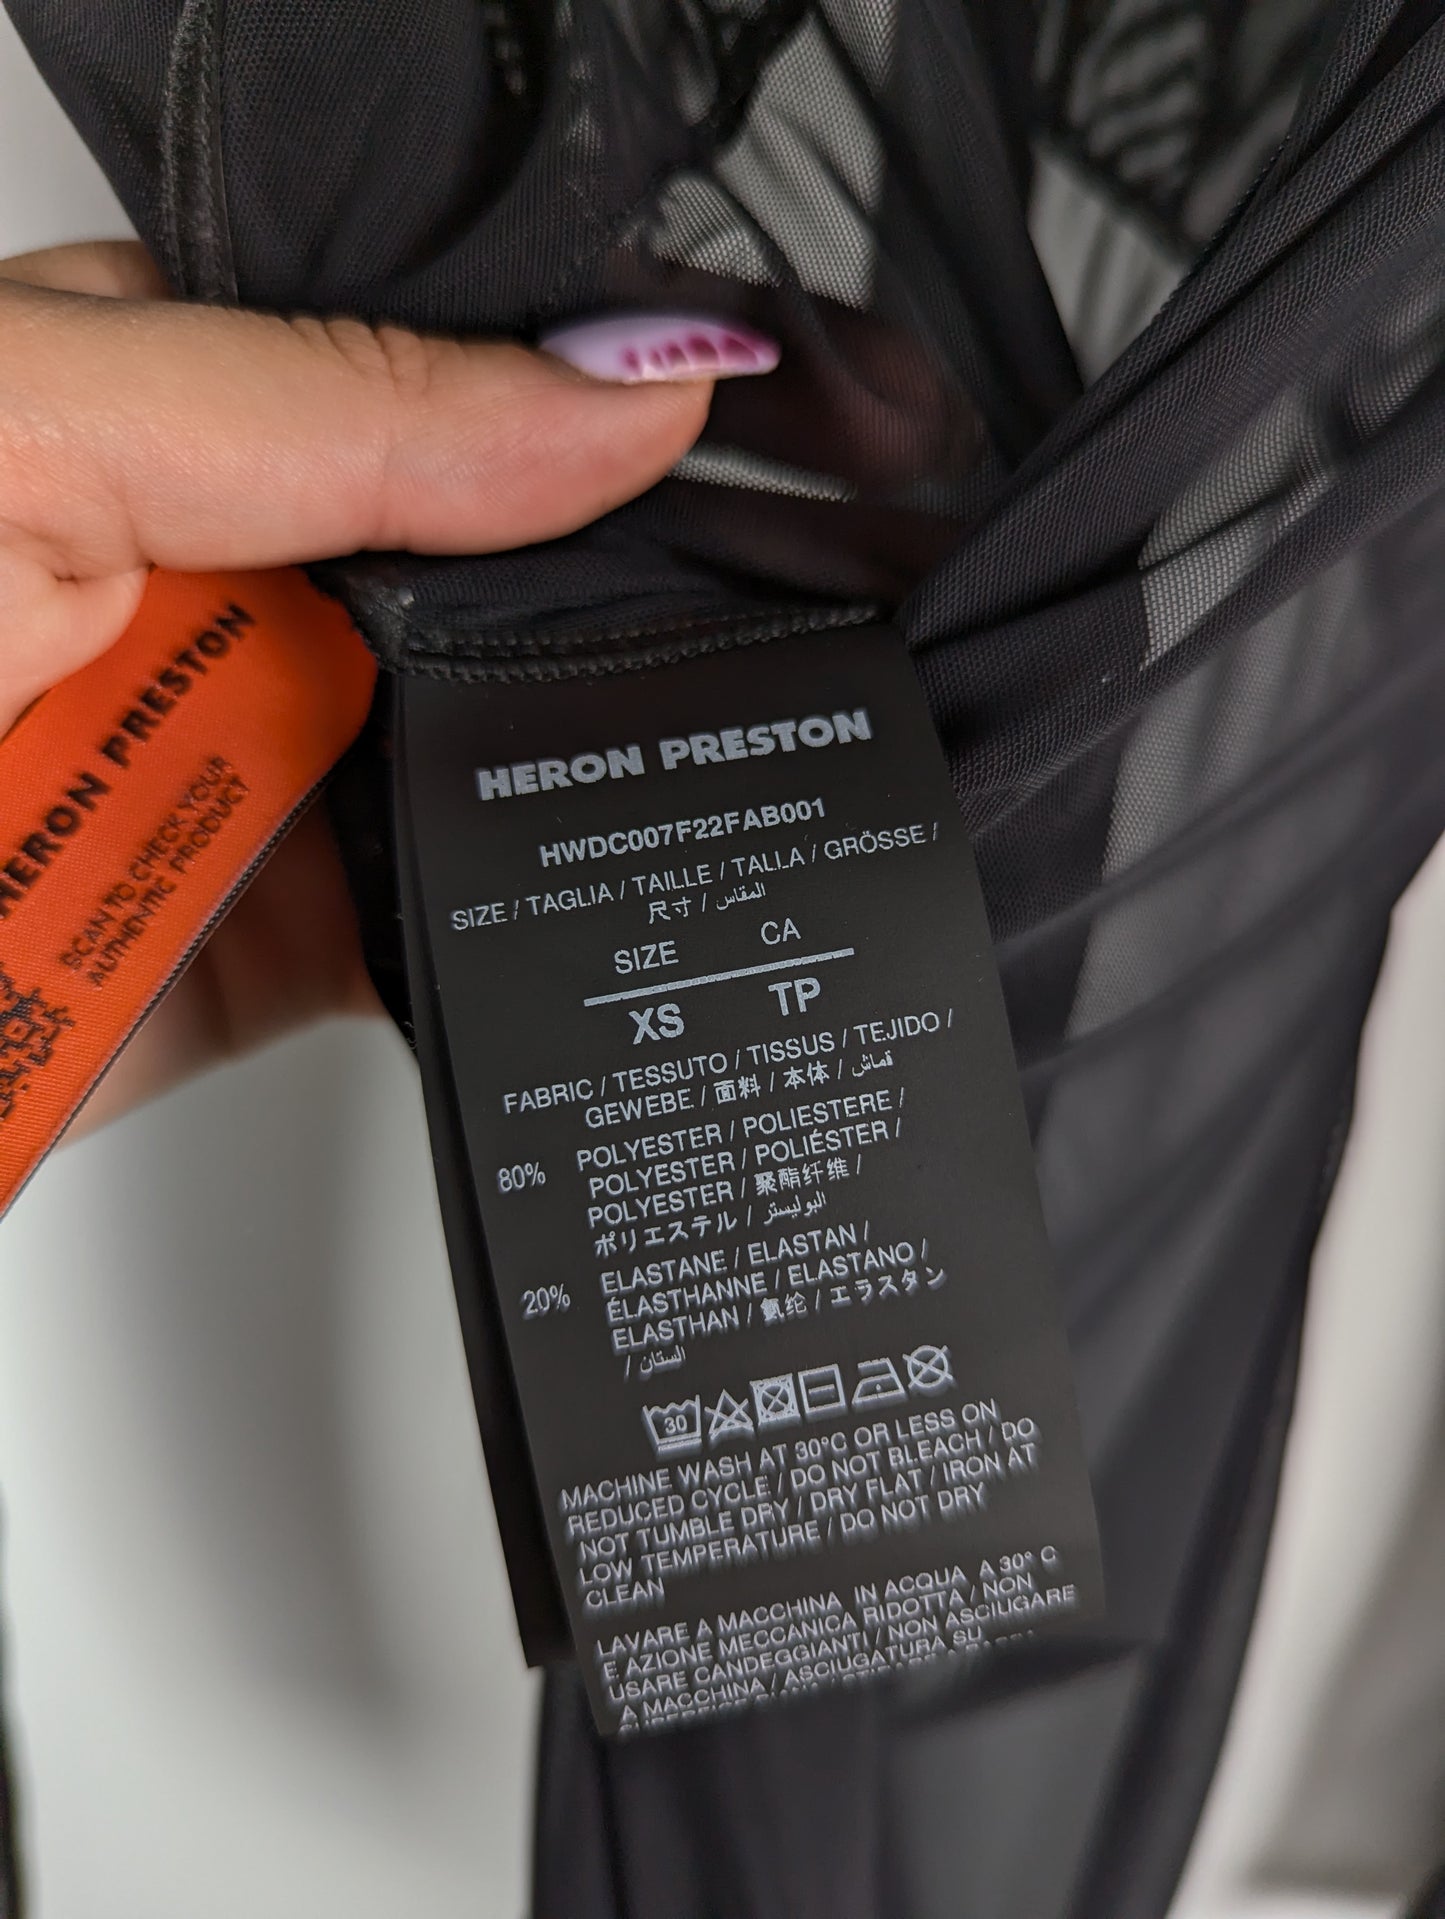 HERON PRESTON
SCAN TO CHECK YOUR
AUTHENTIC PRODUCT
HERON PRESTON
HWDC007F22FAB001
SIZE / TAGLIA / TAILLE / TALLA / GRÖSSE /
尺寸 / المقاس
SIZE CA
XS TP
FABRIC / TESSUTO / TISSUS / TEJIDO /
GEWEBE / 面料 / 本体 / قماش
80% POLYESTER / POLIESTERE /
POLYESTER / POLIÉSTER /
POLYESTER / 聚酯纤维 /
ポリエステル / البوليستر
20% ELASTANE / ELASTAN /
ÉLASTHANNE / ELASTANO /
ELASTHAN / 氨纶 / エラスタン
/ الستان
30
MACHINE WASH AT 30°C OR LESS ON
REDUCED CYCLE / DO NOT BLEACH / DO
NOT TUMBLE DRY / DRY FLAT / IRON AT
LOW TEMPERATURE / DO NOT DRY
CLEAN
LAVARE A MACCHINA IN ACQUA A 30° C
E AZIONE MECCANICA RIDOTTA / NON
USARE CANDEGGIANTI / NON ASCIUGARE
A MACCHINA / ASCIUGATURA SU